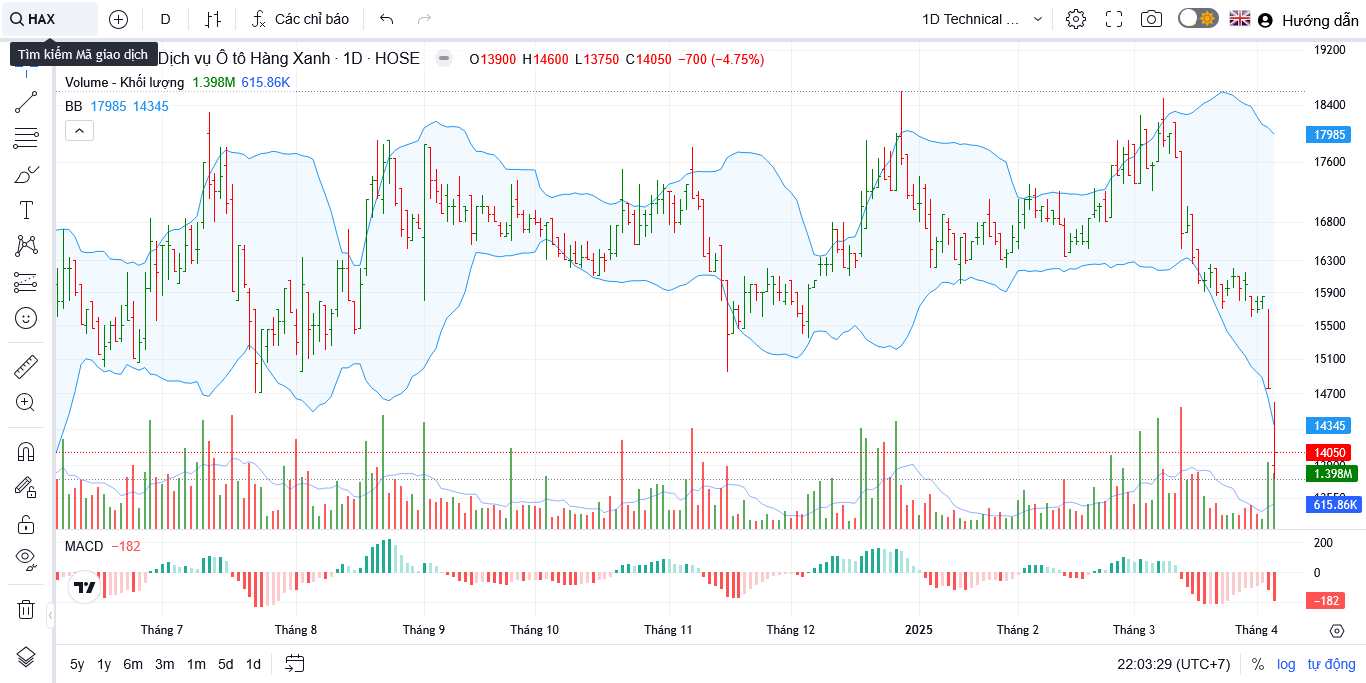 HAX D Các chỉ báo 1D Technical ... Hướng dẫn
Tìm kiếm Mã giao dịch
Dịch vụ Ô tô Hàng Xanh · 1D · HOSE O13900 H14600 L13750 C14050 −700 (−4.75%)
Volume - Khối lượng 1.398M 615.86K
BB 17985 14345
19200
18400
17985
17600
16800
16300
15900
15500
15100
14700
14345
14050
1.398M
615.86K
MACD −182
200
0
−182
Tháng 7 Tháng 8 Tháng 9 Tháng 10 Tháng 11 Tháng 12 2025 Tháng 2 Tháng 3 Tháng 4
5y 1y 6m 3m 1m 5d 1d 22:03:29 (UTC+7) % log tự động